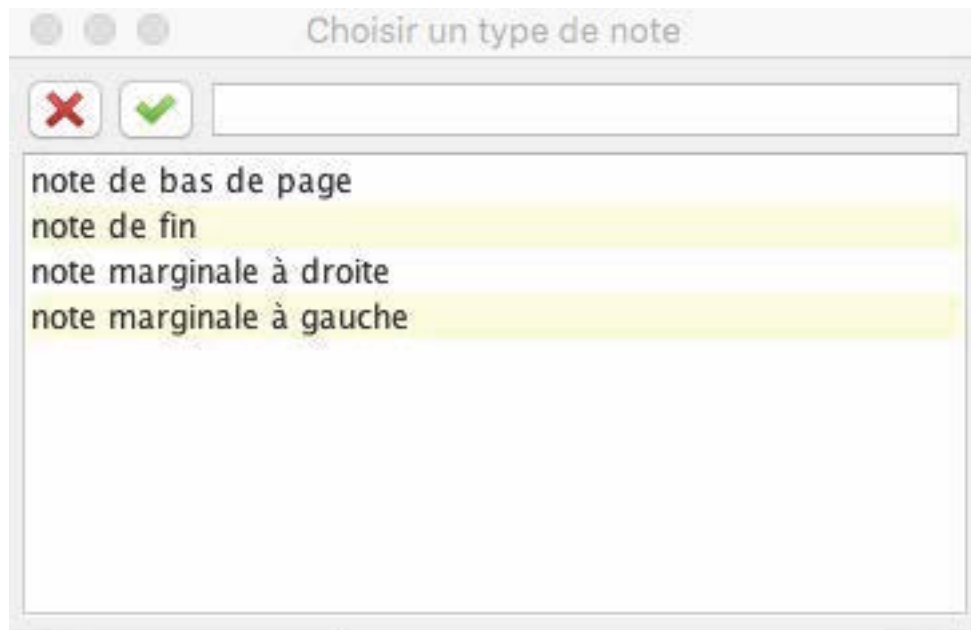 Choisir un type de note
note de bas de page
note de fin
note marginale à droite
note marginale à gauche